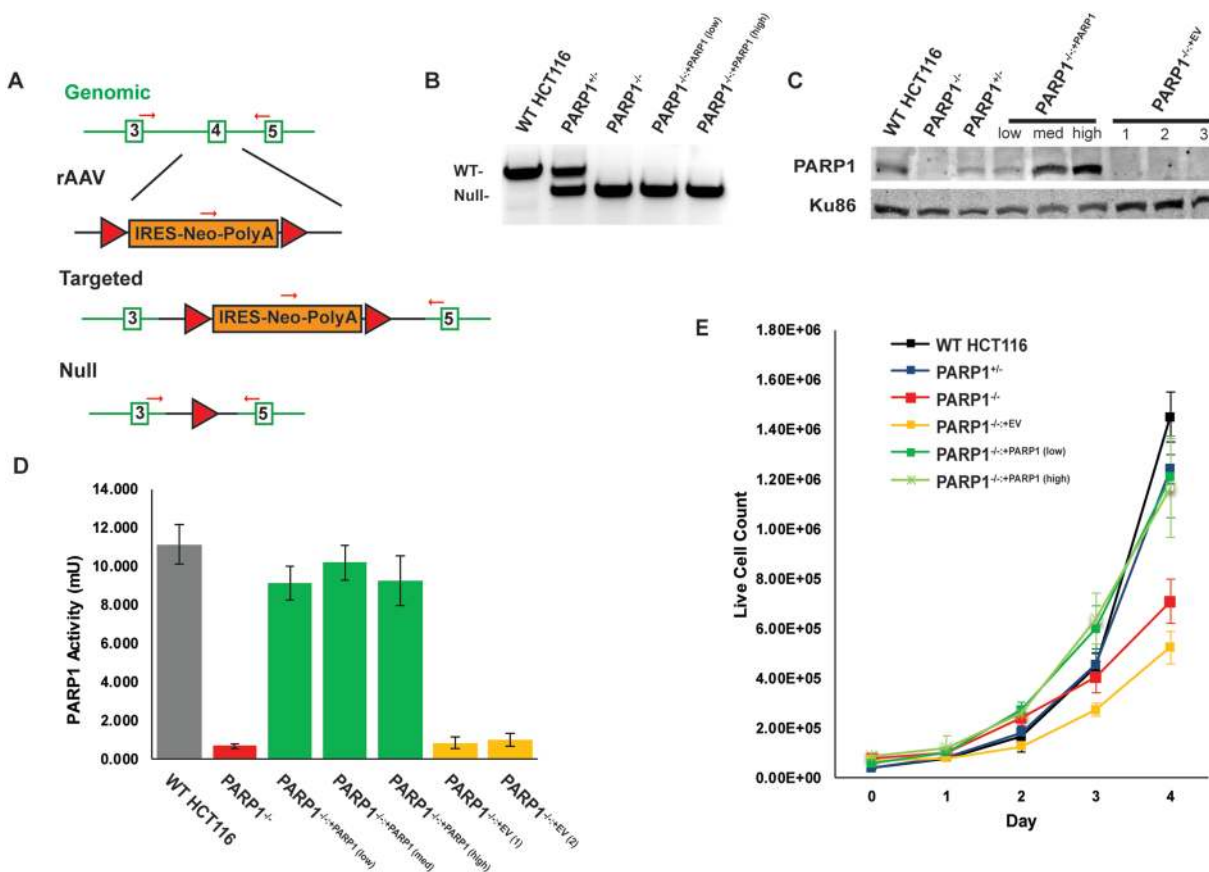 A
Genomic
3 4 5
rAAV
IRES-Neo-PolyA
Targeted
3 IRES-Neo-PolyA 5
Null
3 5
B
WT HCT116
PARP1+/-
PARP1-/-
PARP1-/-:+PARP1 (low)
PARP1-/-:+PARP1 (high)
WT-
Null-
C
WT HCT116
PARP1-/-
PARP1+/-
PARP1-/-:+PARP1
low med high
PARP1-/-:+EV
1 2 3
PARP1
Ku86
D
PARP1 Activity (mU)
14.000
12.000
10.000
8.000
6.000
4.000
2.000
0.000
WT HCT116
PARP1-/-
PARP1-/-:+PARP1 (low)
PARP1-/-:+PARP1 (med)
PARP1-/-:+PARP1 (high)
PARP1-/-:+EV (1)
PARP1-/-:+EV (2)
E
Live Cell Count
1.80E+06
1.60E+06
1.40E+06
1.20E+06
1.00E+06
8.00E+05
6.00E+05
4.00E+05
2.00E+05
0.00E+00
WT HCT116
PARP1+/-
PARP1-/-
PARP1-/-:+EV
PARP1-/-:+PARP1 (low)
PARP1-/-:+PARP1 (high)
0 1 2 3 4
Day